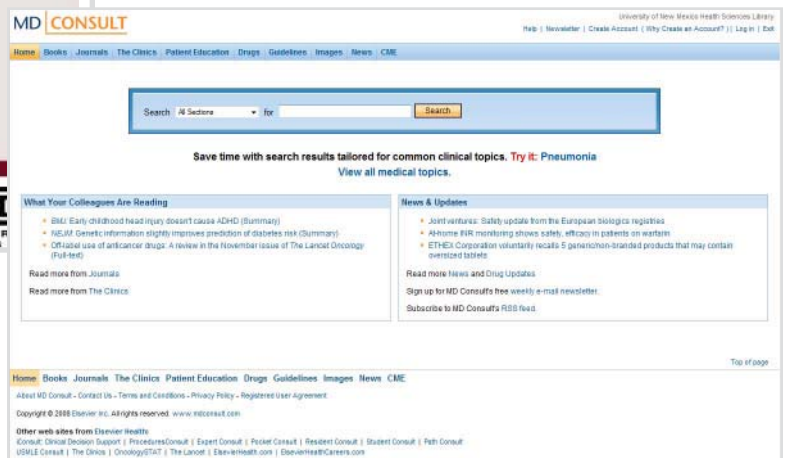 MD CONSULT
University of New Mexico Health Sciences Library
Help | Newsletter | Create Account | Why Create an Account? | | Log in | Exit
Home Books Journals The Clinics Patient Education Drugs Guidelines Images News CME
Search All Sections for Search
Save time with search results tailored for common clinical topics. Try it: Pneumonia
View all medical topics.
What Your Colleagues Are Reading
BMJ: Early childhood head injury doesn't cause ADHD (Summary)
NEJM: Genetic information slightly improves prediction of diabetes risk (Summary)
Off-label use of anticancer drugs: A review in the November issue of The Lancet Oncology
(Full-text)
Read more from Journals
Read more from The Clinics
News & Updates
Joint ventures: Safety update from the European biologics registries
At-home INR monitoring shows safety, efficacy in patients on warfarin
ETHEX Corporation voluntarily recalls 5 generic/non-branded products that may contain
oversized tablets
Read more News and Drug Updates
Sign up for MD Consult's free weekly e-mail newsletter.
Subscribe to MD Consult's RSS feed.
Top of page
Home Books Journals The Clinics Patient Education Drugs Guidelines Images News CME
About MD Consult - Contact Us - Terms and Conditions - Privacy Policy - Registered User Agreement
Copyright © 2008 Elsevier Inc. All rights reserved. www.mdconsult.com
Other web sites from Elsevier Health:
iConsult: Clinical Decision Support | ProceduresConsult | Expert Consult | Pocket Consult | Resident Consult | Student Consult | Path Consult
USMLE Consult | The Clinics | OncologySTAT | The Lancet | ElsevierHealth.com | ElsevierHealthCareers.com